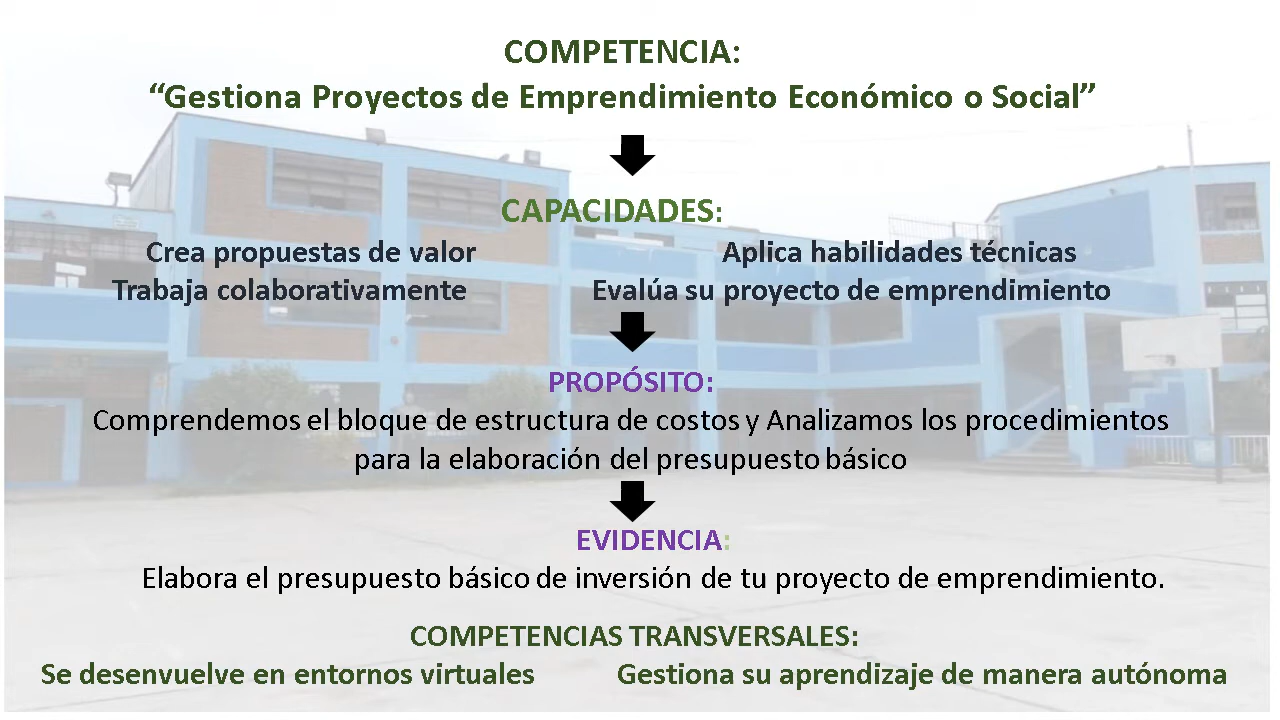 COMPETENCIA:
“Gestiona Proyectos de Emprendimiento Económico o Social”
CAPACIDADES:
Crea propuestas de valor Aplica habilidades técnicas
Trabaja colaborativamente Evalúa su proyecto de emprendimiento
PROPÓSITO:
Comprendemos el bloque de estructura de costos y Analizamos los procedimientos
para la elaboración del presupuesto básico
EVIDENCIA:
Elabora el presupuesto básico de inversión de tu proyecto de emprendimiento.
COMPETENCIAS TRANSVERSALES:
Se desenvuelve en entornos virtuales Gestiona su aprendizaje de manera autónoma